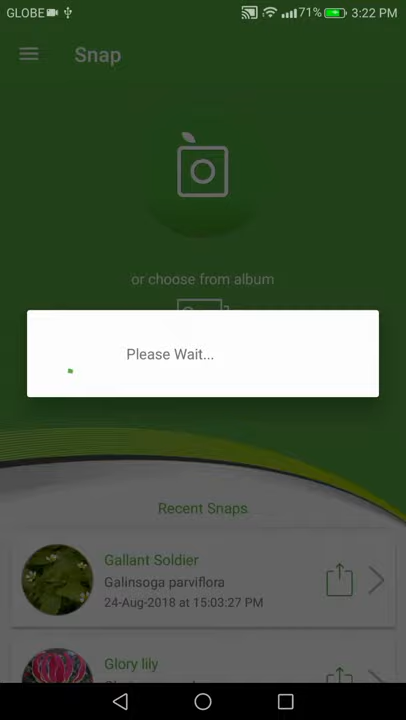 GLOBE 71% 3:22 PM
Snap
or choose from album
Please Wait...
Recent Snaps
Gallant Soldier
Galinsoga parviflora
24-Aug-2018 at 15:03:27 PM
Glory lily